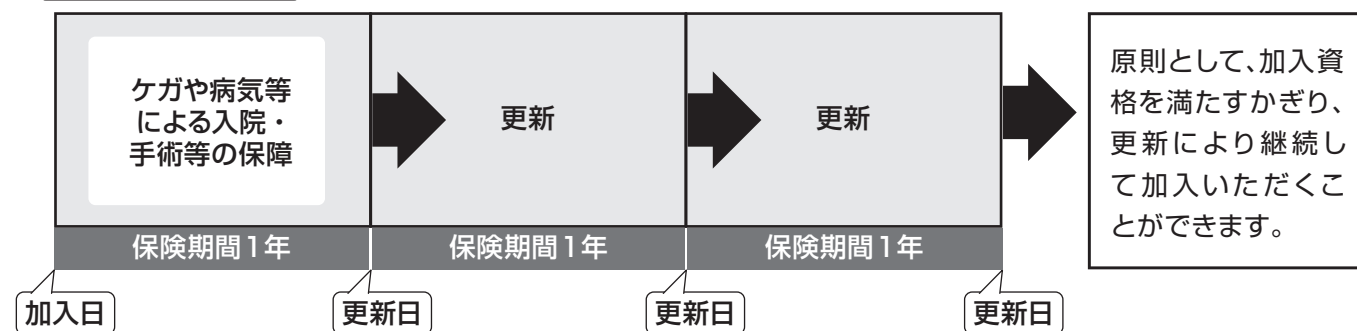 ケガや病気等
による入院・
手術等の保障
更新
更新
原則として、加入資
格を満たすかぎり、
更新により継続し
て加入いただくこ
とができます。
保険期間1年
保険期間1年
保険期間1年
加入日
更新日
更新日
更新日